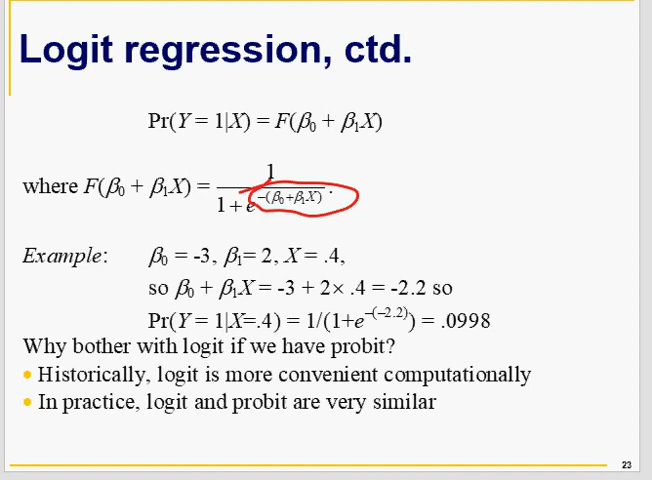 Logit regression, ctd.
Pr(Y = 1|X) = F(β₀ + β₁X)
where F(β₀ + β₁X) = 1 / (1 + e^{−(β₀+β₁X)}).
Example: β₀ = -3, β₁= 2, X = .4,
so β₀ + β₁X = -3 + 2× .4 = -2.2 so
Pr(Y = 1|X=.4) = 1/(1+e^{−(−2.2)}) = .0998
Why bother with logit if we have probit?
• Historically, logit is more convenient computationally
• In practice, logit and probit are very similar
23